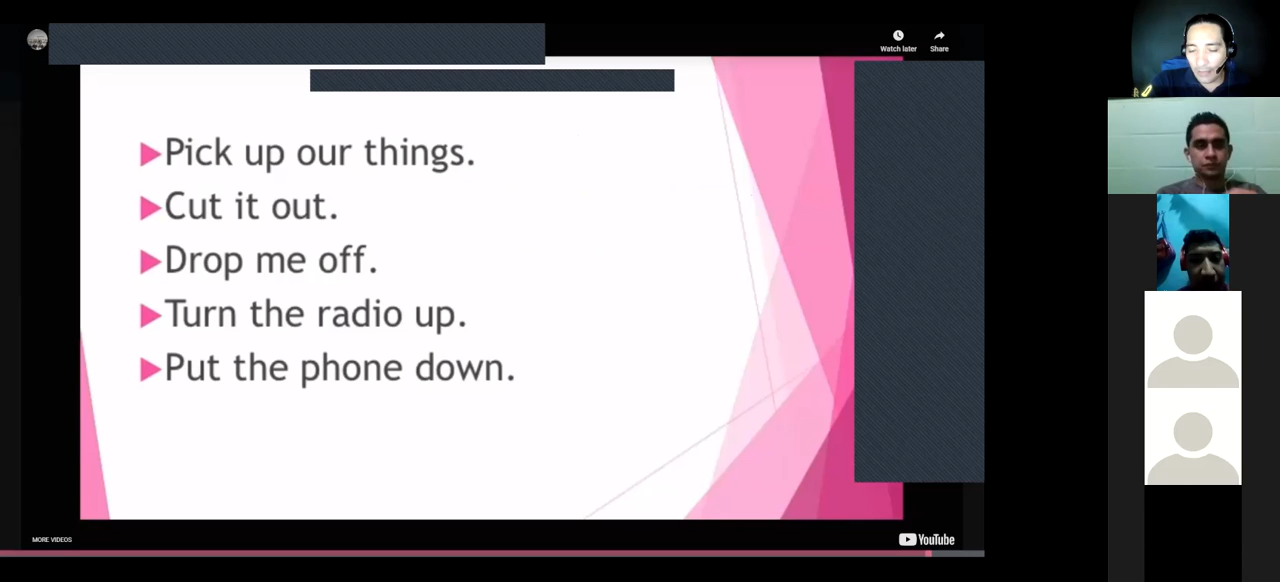 Watch later
Share
Pick up our things.
Cut it out.
Drop me off.
Turn the radio up.
Put the phone down.
MORE VIDEOS
YouTube